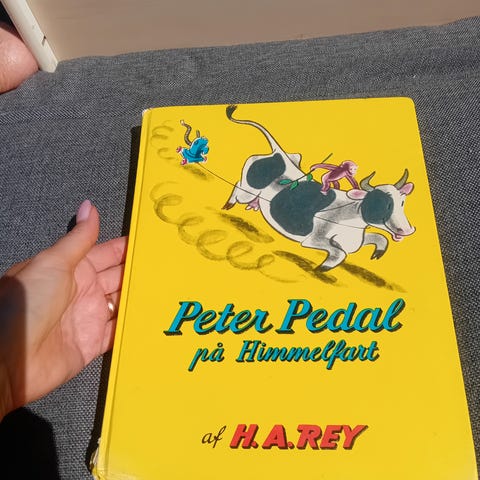 Peter Pedal
på Himmelfart
af H.A.REY